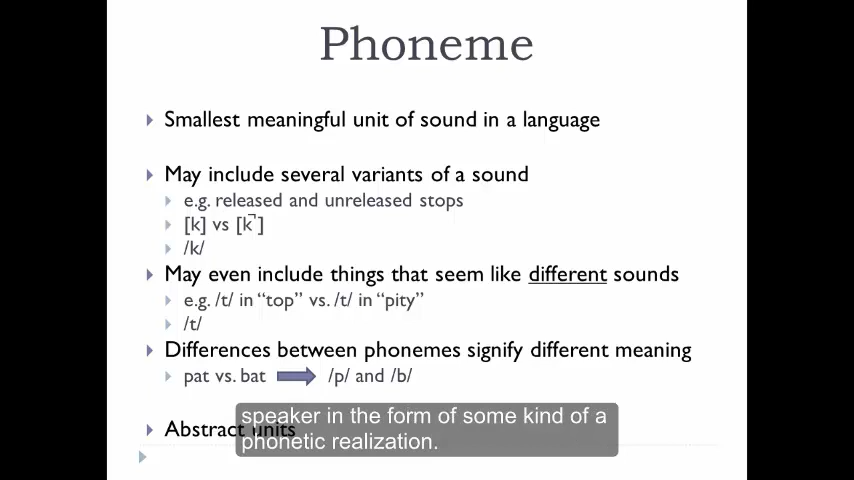 Phoneme
Smallest meaningful unit of sound in a language
May include several variants of a sound
e.g. released and unreleased stops
[k] vs [k̚]
/k/
May even include things that seem like different sounds
e.g. /t/ in “top” vs. /t/ in “pity”
/t/
Differences between phonemes signify different meaning
pat vs. bat /p/ and /b/
Abstract units
speaker in the form of some kind of a
phonetic realization.